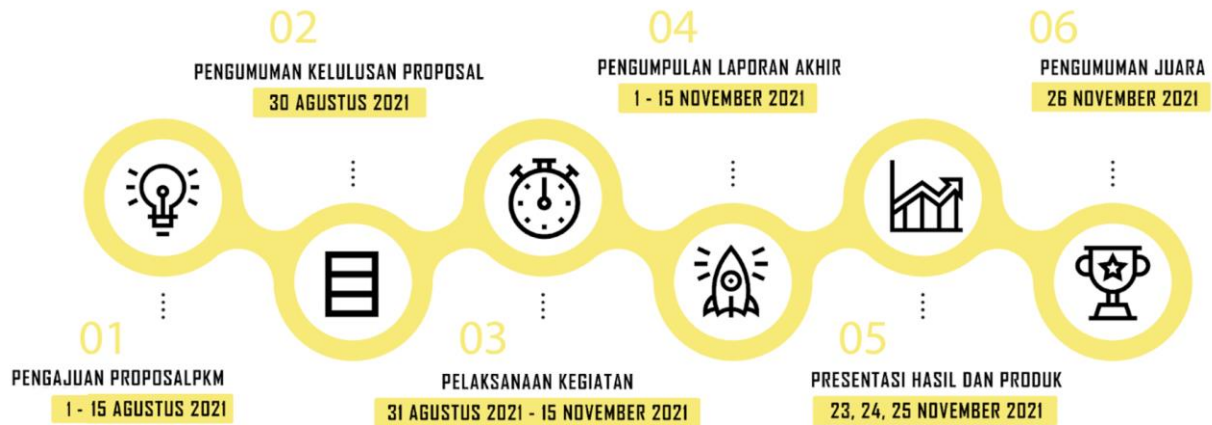 01
PENGAJUAN PROPOSALPKM
1 - 15 AGUSTUS 2021
02
PENGUMUMAN KELULUSAN PROPOSAL
30 AGUSTUS 2021
03
PELAKSANAAN KEGIATAN
31 AGUSTUS 2021 - 15 NOVEMBER 2021
04
PENGUMPULAN LAPORAN AKHIR
1 - 15 NOVEMBER 2021
05
PRESENTASI HASIL DAN PRODUK
23, 24, 25 NOVEMBER 2021
06
PENGUMUMAN JUARA
26 NOVEMBER 2021